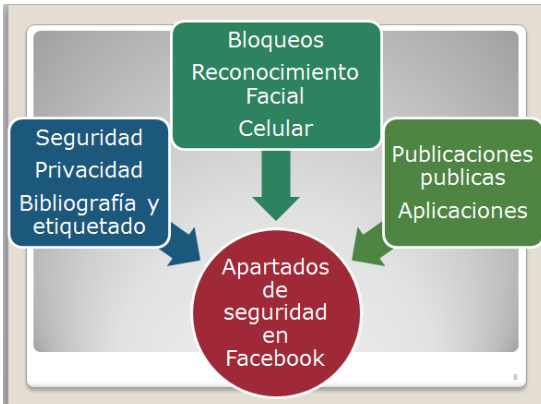 Bloqueos
Reconocimiento
Facial
Celular
Seguridad
Privacidad
Bibliografía y
etiquetado
Publicaciones
publicas
Aplicaciones
Apartados
de
seguridad
en
Facebook
8